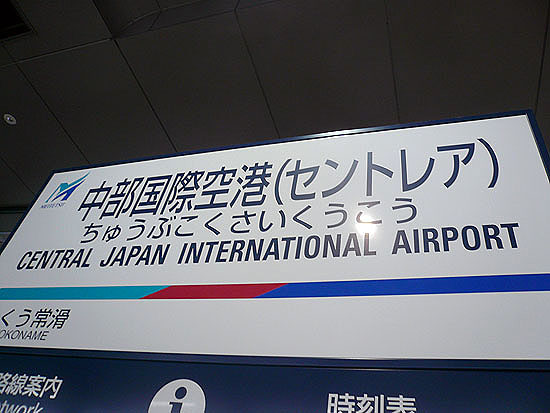 MEITETSU
中部国際空港(セントレア)
ちゅうぶこくさいくうこう
CENTRAL JAPAN INTERNATIONAL AIRPORT
くう常滑
OKONAME
路線案内
twork
i
時刻表